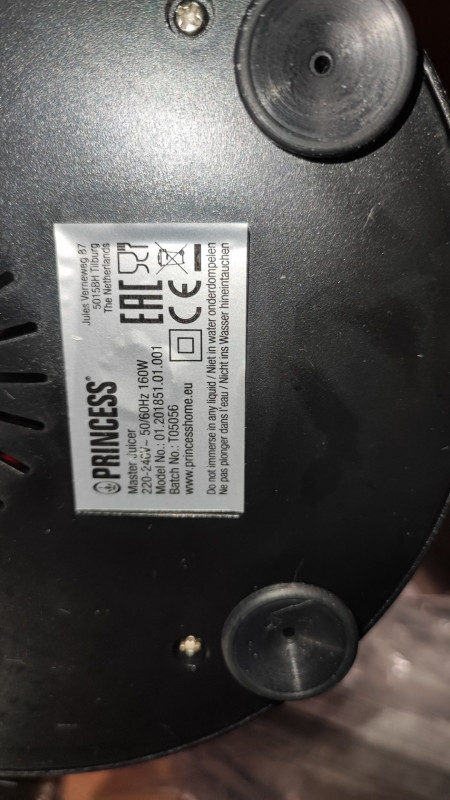 PRINCESS®
Jules Verneweg 87
5015BH Tilburg
The Netherlands
Master Juicer
220-240V~ 50/60Hz 160W
Model No.: 01.201851.01.001
Batch No.: T05056
www.princesshome.eu
EAC
CE
Do not immerse in any liquid / Niet in water onderdompelen
Ne pas plonger dans l'eau / Nicht ins Wasser hineintauchen